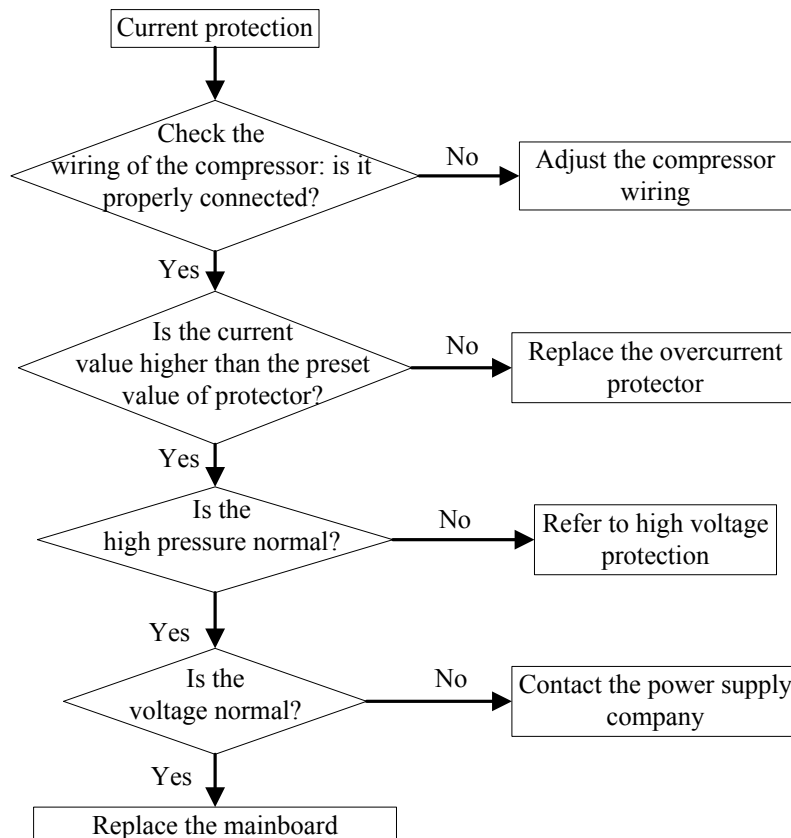 Current protection
Check the
wiring of the compressor: is it
properly connected?
No
Adjust the compressor
wiring
Yes
Is the current
value higher than the preset
value of protector?
No
Replace the overcurrent
protector
Yes
Is the
high pressure normal?
No
Refer to high voltage
protection
Yes
Is the
voltage normal?
No
Contact the power supply
company
Yes
Replace the mainboard